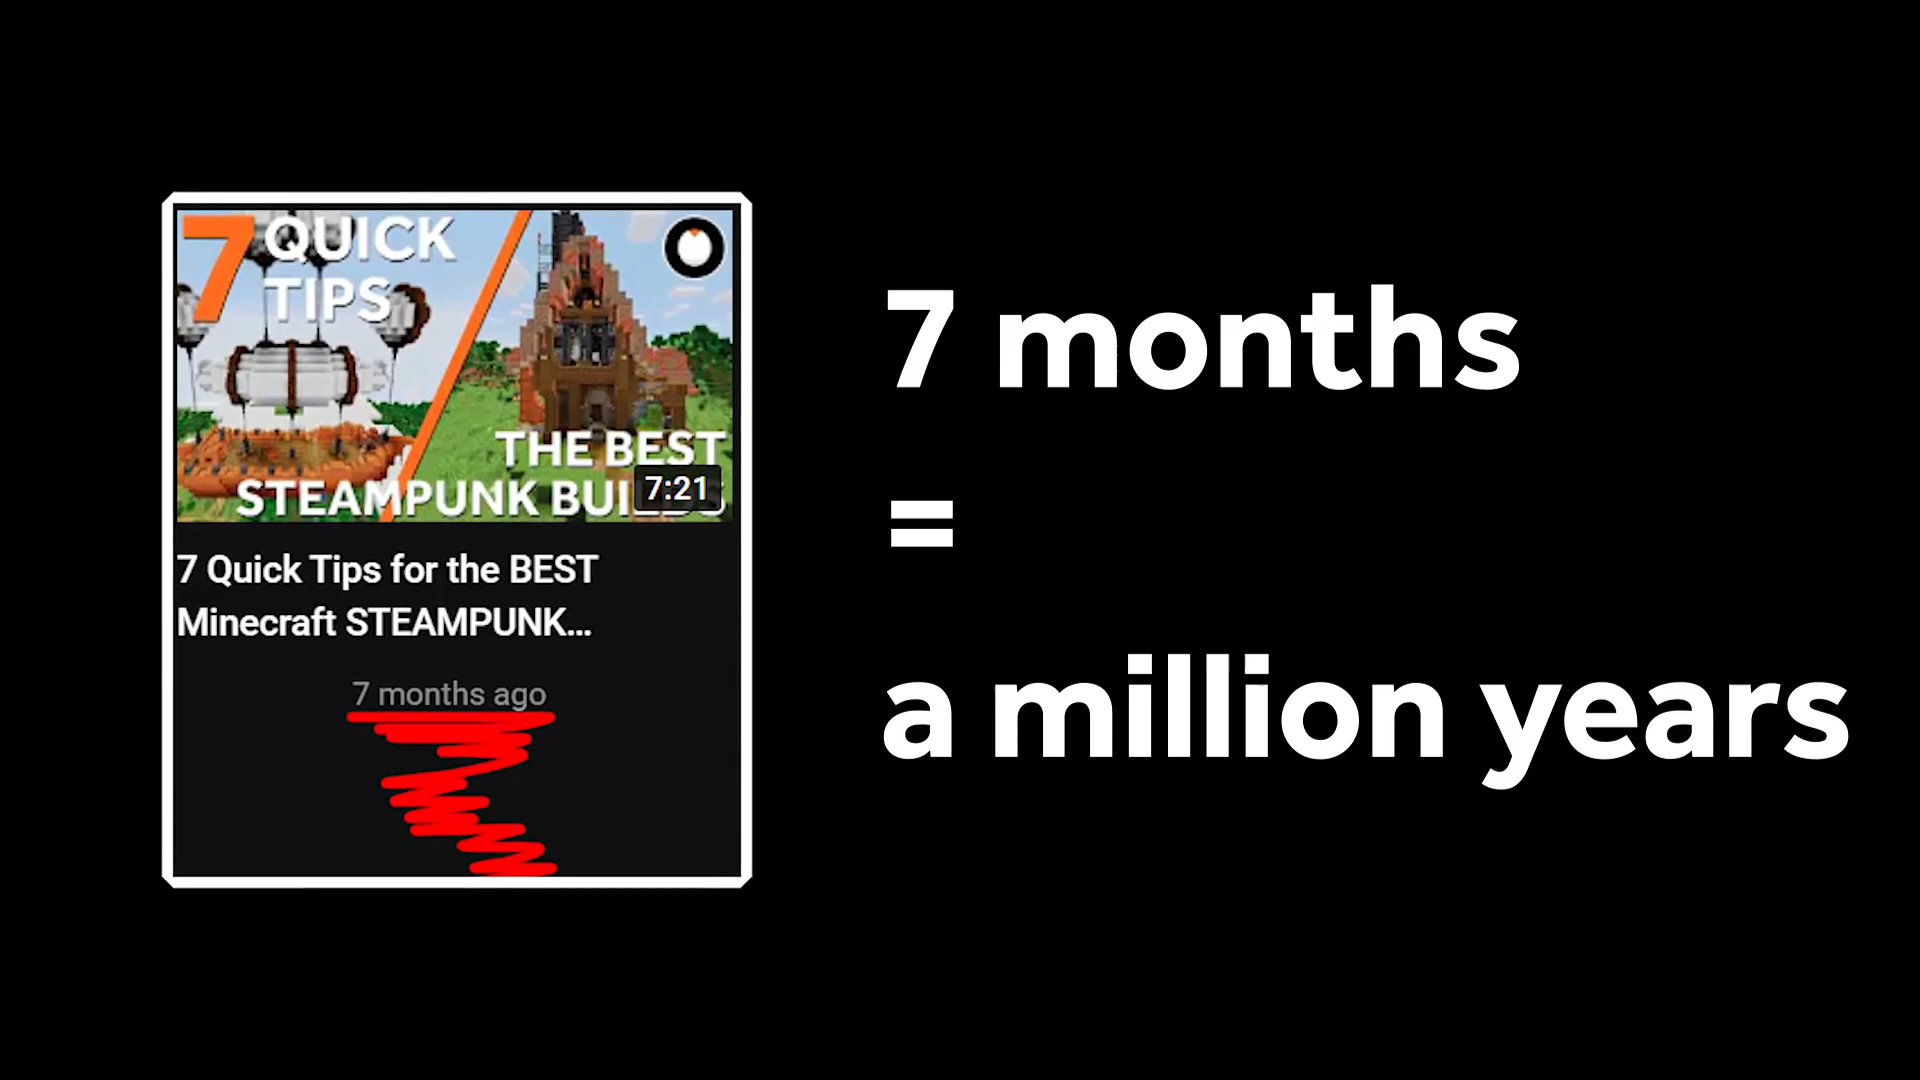 7 QUICK
TIPS
THE BEST
STEAMPUNK BUILDS
7:21
7 Quick Tips for the BEST
Minecraft STEAMPUNK...
7 months ago
7 months
=
a million years